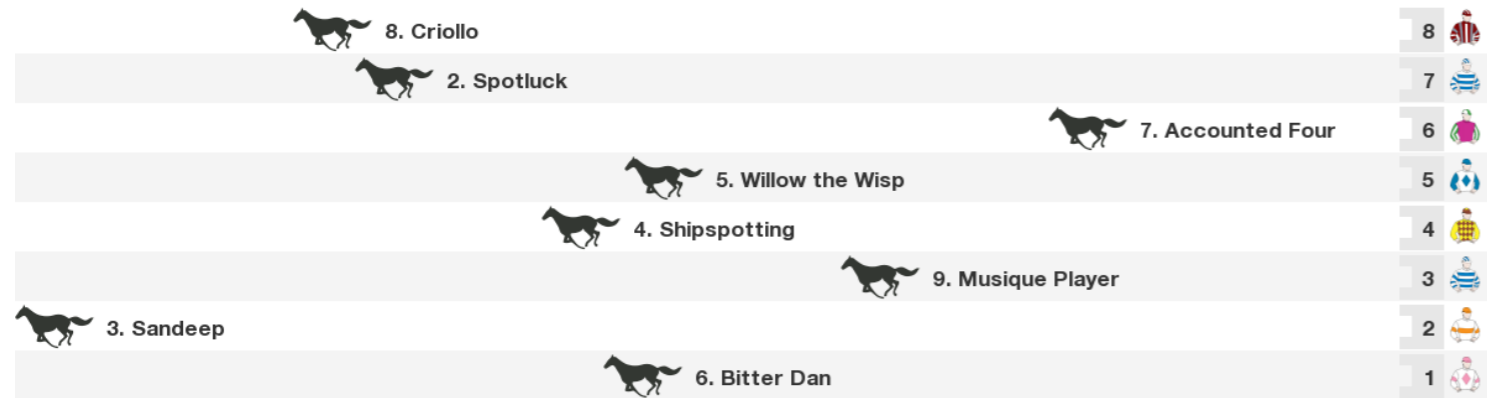 8. Criollo 8
2. Spotluck 7
7. Accounted Four 6
5. Willow the Wisp 5
4. Shipspotting 4
9. Musique Player 3
3. Sandeep 2
6. Bitter Dan 1